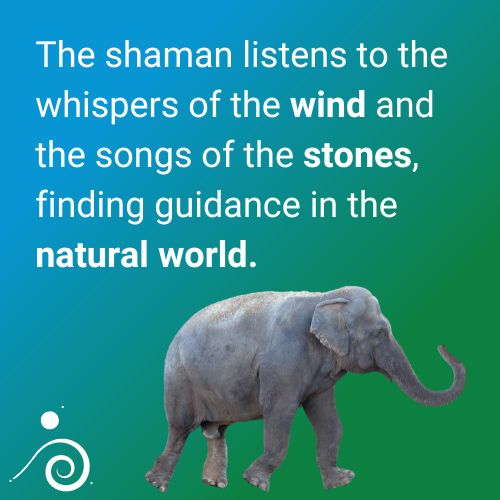 The shaman listens to the
whispers of the wind and
the songs of the stones,
finding guidance in the
natural world.